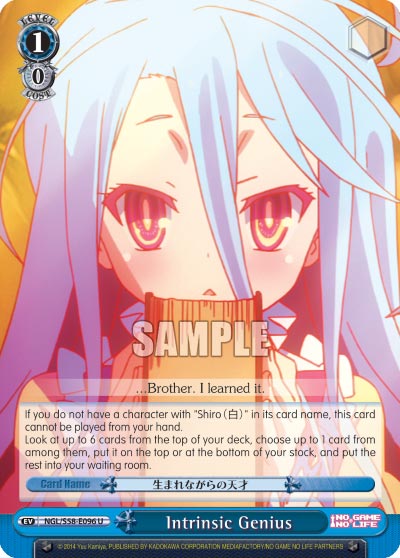 LEVEL
1
0
COST
SAMPLE
...Brother. I learned it.
If you do not have a character with "Shiro (白)" in its card name, this card
cannot be played from your hand.
Look at up to 6 cards from the top of your deck, choose up to 1 card from
among them, put it on the top or at the bottom of your stock, and put the
rest into your waiting room.
Card Name 生まれながらの天才
EV NGL/S58-E096 U Intrinsic Genius NO GAME
NO LIFE
©2014 Yuu Kamiya, PUBLISHED BY KADOKAWA CORPORATION MEDIAFACTORY/NO GAME NO LIFE PARTNERS